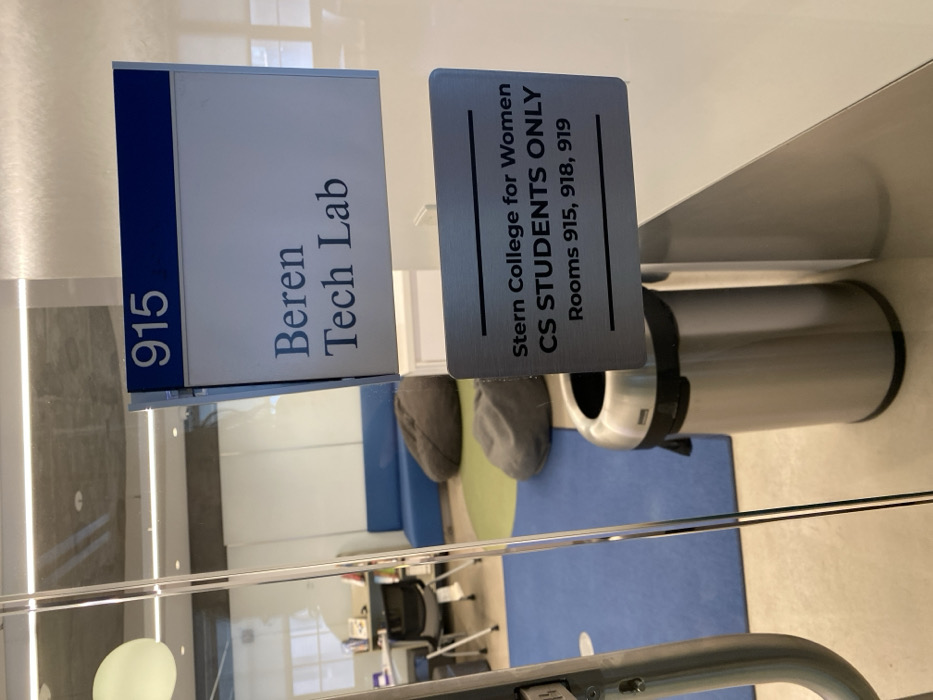 915
Beren
Tech Lab
Stern College for Women
CS STUDENTS ONLY
Rooms 915, 918, 919